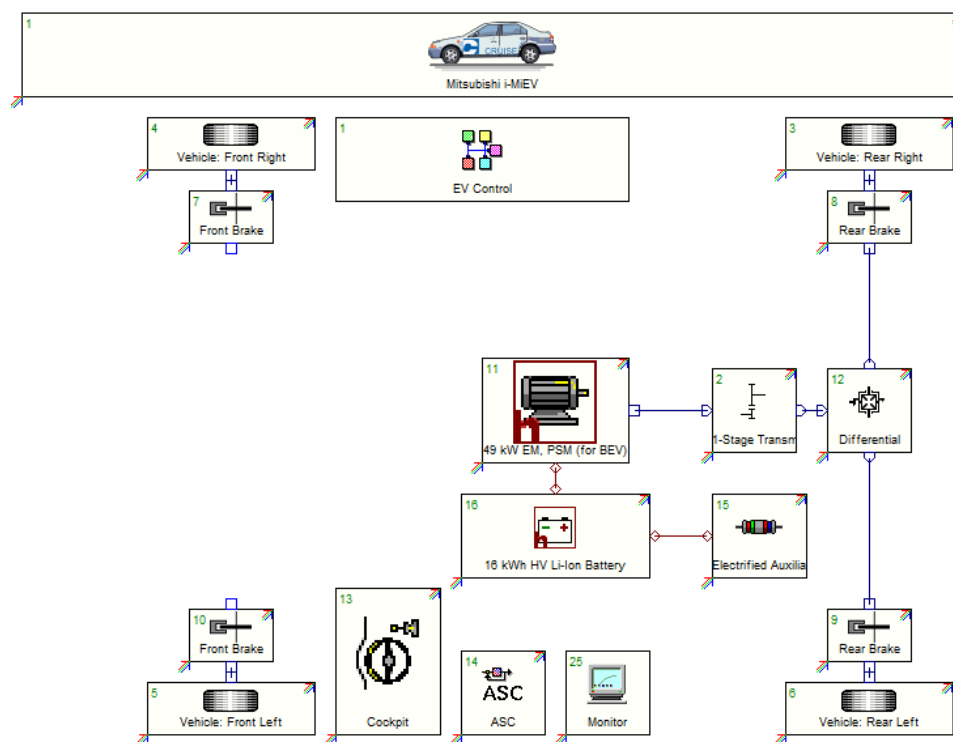 1
CRUISE
Mitsubishi i-MiEV
4
Vehicle: Front Right
1
EV Control
3
Vehicle: Rear Right
7
Front Brake
8
Rear Brake
11
49 kW EM, PSM (for BEV)
2
1-Stage Transm
12
Differential
16
16 kWh HV Li-Ion Battery
15
Electrified Auxilia
10
Front Brake
13
Cockpit
9
Rear Brake
5
Vehicle: Front Left
14
ASC
ASC
25
Monitor
6
Vehicle: Rear Left